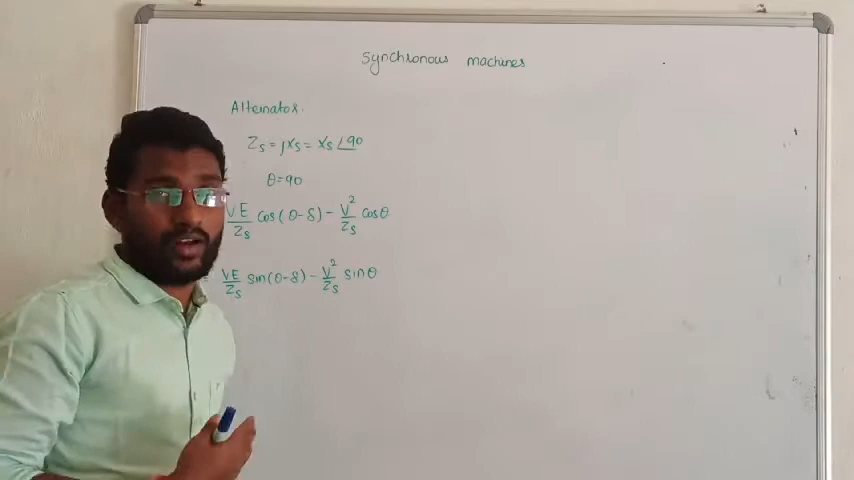 Synchronous machines
Alternator.
Zs = jXs = Xs ∠90
θ=90
VE/Zs cos(θ-δ) - V²/Zs cosθ
= VE/Zs sin(θ-δ) - V²/Zs sinθ